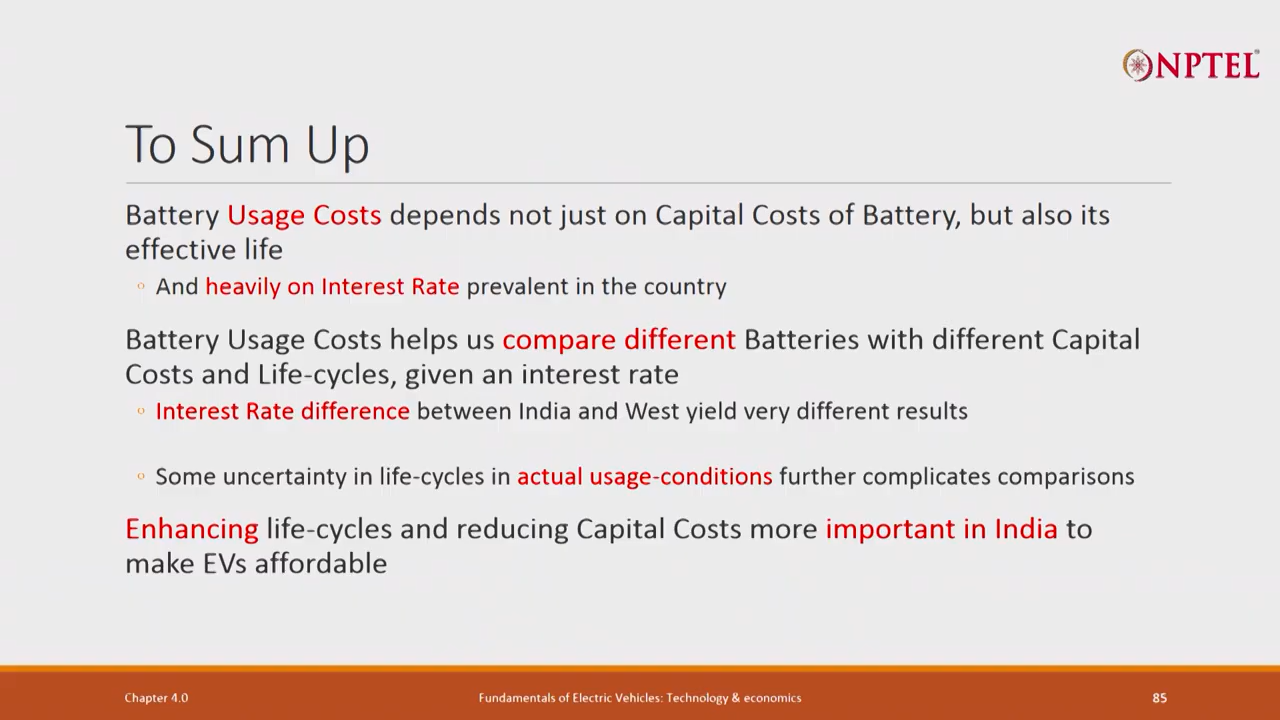 NPTEL
To Sum Up
Battery Usage Costs depends not just on Capital Costs of Battery, but also its
effective life
◦ And heavily on Interest Rate prevalent in the country
Battery Usage Costs helps us compare different Batteries with different Capital
Costs and Life-cycles, given an interest rate
◦ Interest Rate difference between India and West yield very different results
◦ Some uncertainty in life-cycles in actual usage-conditions further complicates comparisons
Enhancing life-cycles and reducing Capital Costs more important in India to
make EVs affordable
Chapter 4.0
Fundamentals of Electric Vehicles: Technology & economics
85